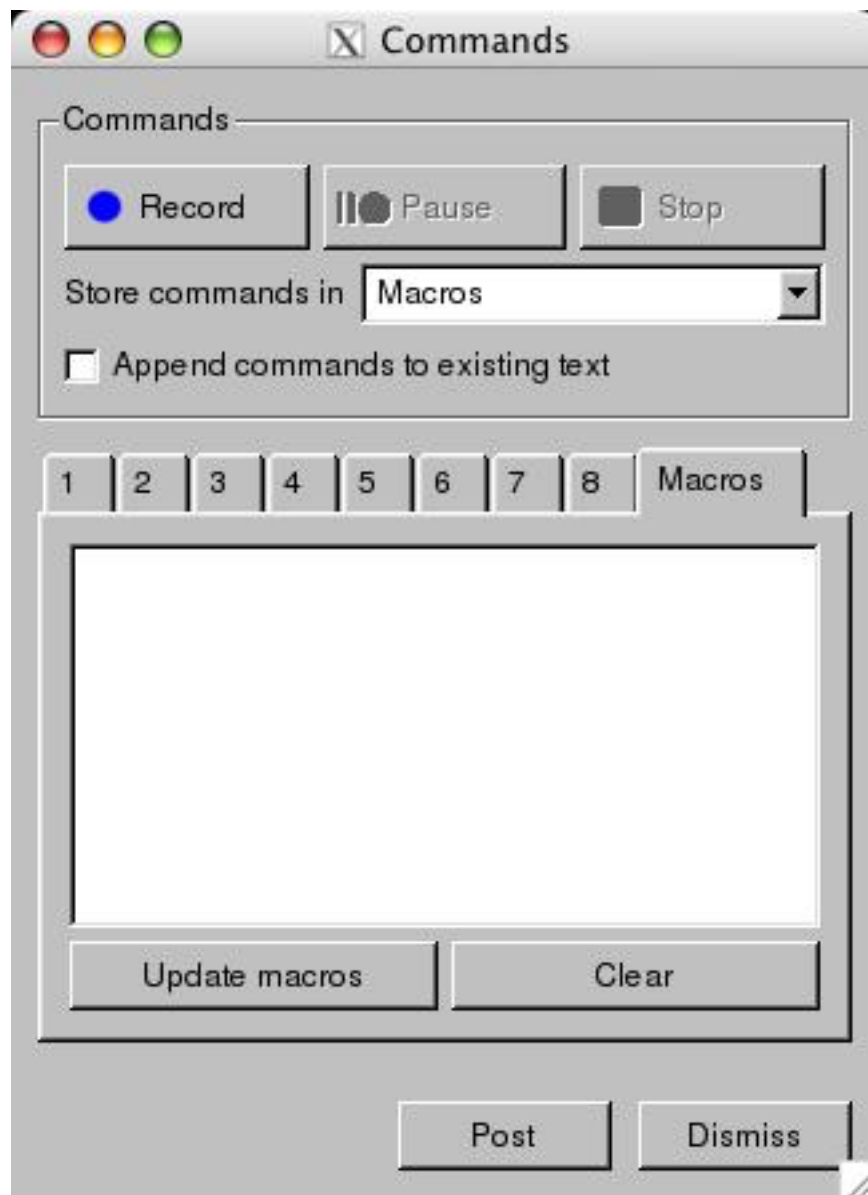 X Commands
Commands
Record Pause Stop
Store commands in Macros
Append commands to existing text
1 2 3 4 5 6 7 8 Macros
Update macros Clear
Post Dismiss